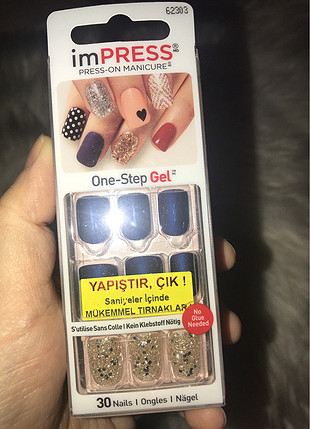 62303
imPRESS®
PRESS-ON MANICURE
One-Step Gel
YAPIŞTIR, ÇIK !
Saniyeler İçinde
MÜKEMMEL TIRNAKLAR
No
Glue
Needed
S'utilise Sans Colle I Kein Klebstoff Nötig
30 Nails I Ongles I Nägel